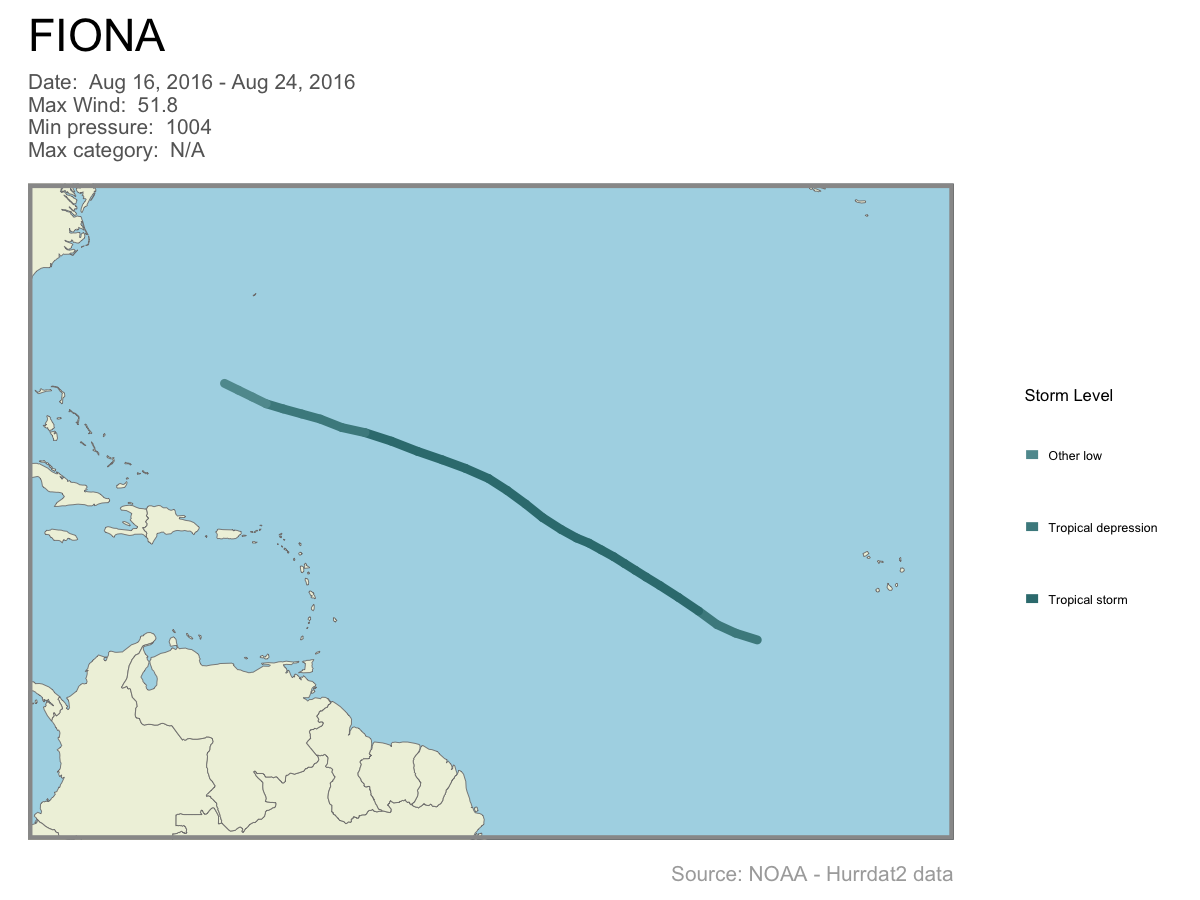 FIONA
Date:  Aug 16, 2016 - Aug 24, 2016
Max Wind:  51.8
Min pressure:  1004
Max category:  N/A
Storm Level
Other low
Tropical depression
Tropical storm
Source: NOAA - Hurrdat2 data